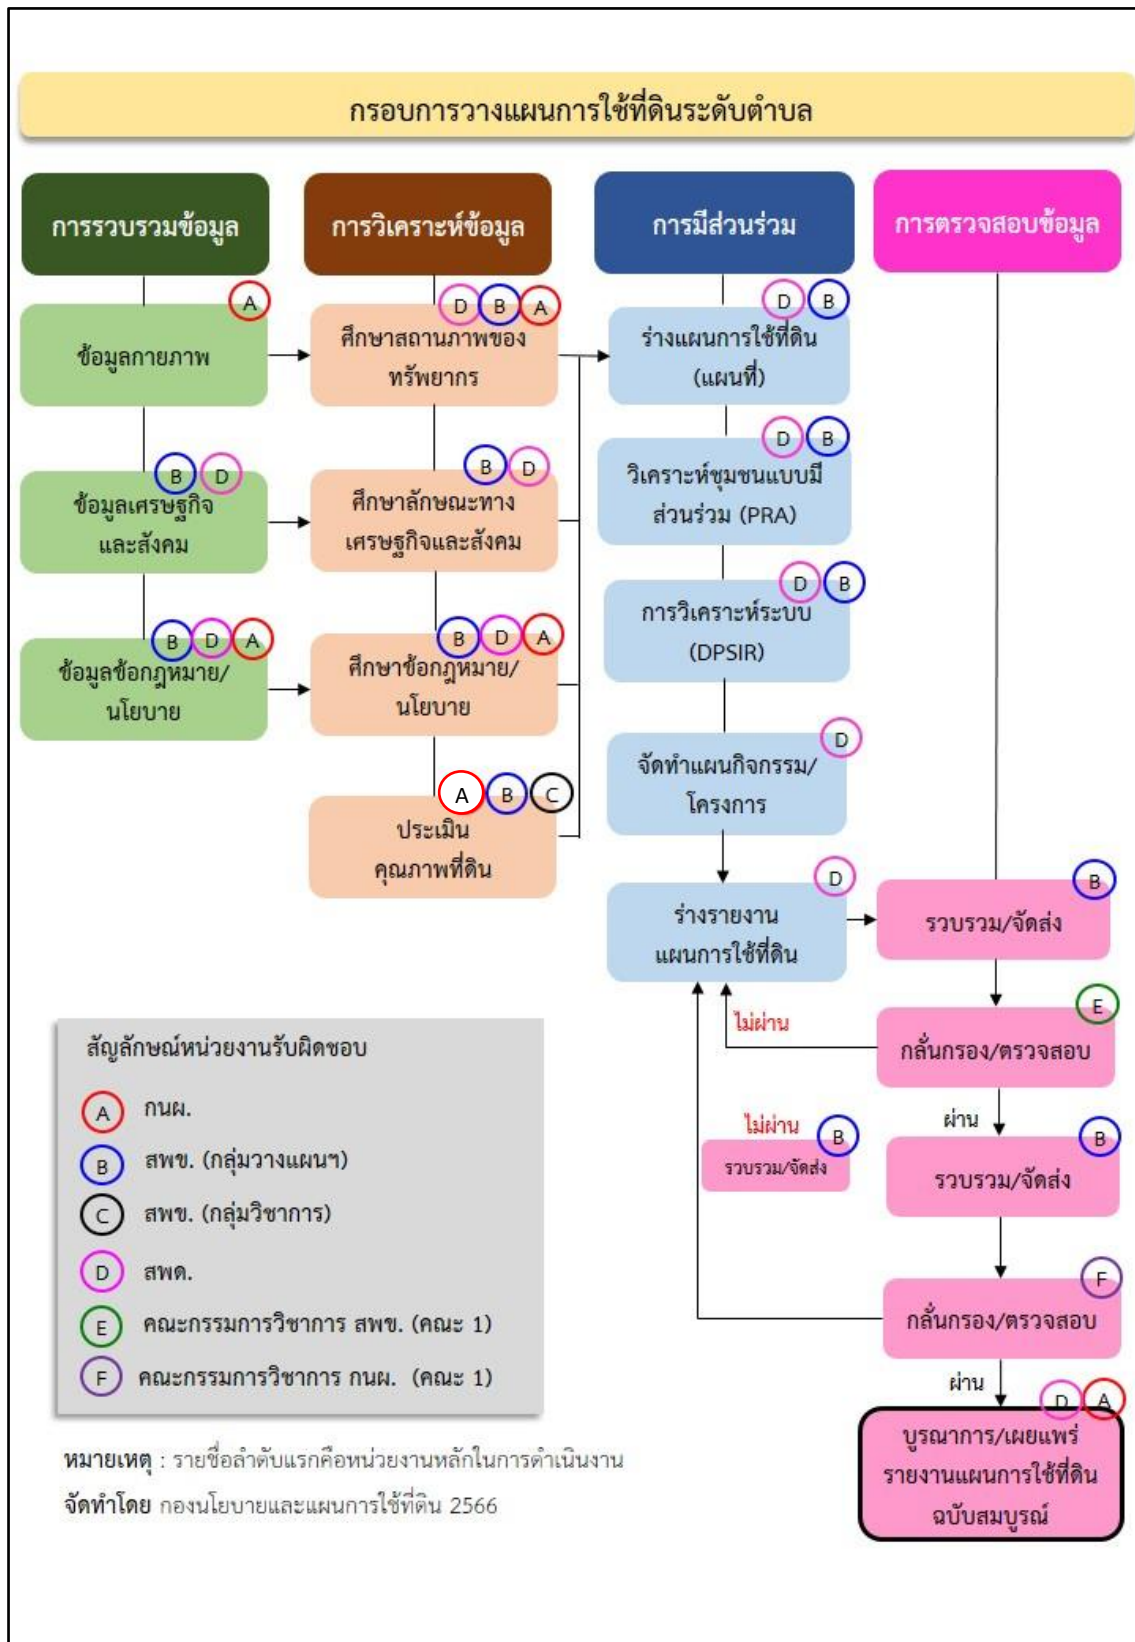 กรอบการวางแผนการใช้ที่ดินระดับตำบล
การรวบรวมข้อมูล
A
ข้อมูลกายภาพ
B D
ข้อมูลเศรษฐกิจ
และสังคม
B D A
ข้อมูลข้อกฎหมาย/
นโยบาย
การวิเคราะห์ข้อมูล
D B A
ศึกษาสถานภาพของ
ทรัพยากร
B D
ศึกษาลักษณะทาง
เศรษฐกิจและสังคม
B D A
ศึกษาข้อกฎหมาย/
นโยบาย
A B C
ประเมิน
คุณภาพที่ดิน
การมีส่วนร่วม
D B
ร่างแผนการใช้ที่ดิน
(แผนที่)
D B
วิเคราะห์ชุมชนแบบมี
ส่วนร่วม (PRA)
D B
การวิเคราะห์ระบบ
(DPSIR)
D
จัดทำแผนกิจกรรม/
โครงการ
D
ร่างรายงาน
แผนการใช้ที่ดิน
การตรวจสอบข้อมูล
B
รวบรวม/จัดส่ง
E
กลั่นกรอง/ตรวจสอบ
ไม่ผ่าน
ผ่าน
B
รวบรวม/จัดส่ง
ไม่ผ่าน
B
รวบรวม/จัดส่ง
F
กลั่นกรอง/ตรวจสอบ
ผ่าน
D A
บูรณาการ/เผยแพร่
รายงานแผนการใช้ที่ดิน
ฉบับสมบูรณ์
สัญลักษณ์หน่วยงานรับผิดชอบ
A กนผ.
B สพข. (กลุ่มวางแผนฯ)
C สพข. (กลุ่มวิชาการ)
D สพด.
E คณะกรรมการวิชาการ สพข. (คณะ 1)
F คณะกรรมการวิชาการ กนผ. (คณะ 1)
หมายเหตุ : รายชื่อลำดับแรกคือหน่วยงานหลักในการดำเนินงาน
จัดทำโดย กองนโยบายและแผนการใช้ที่ดิน 2566